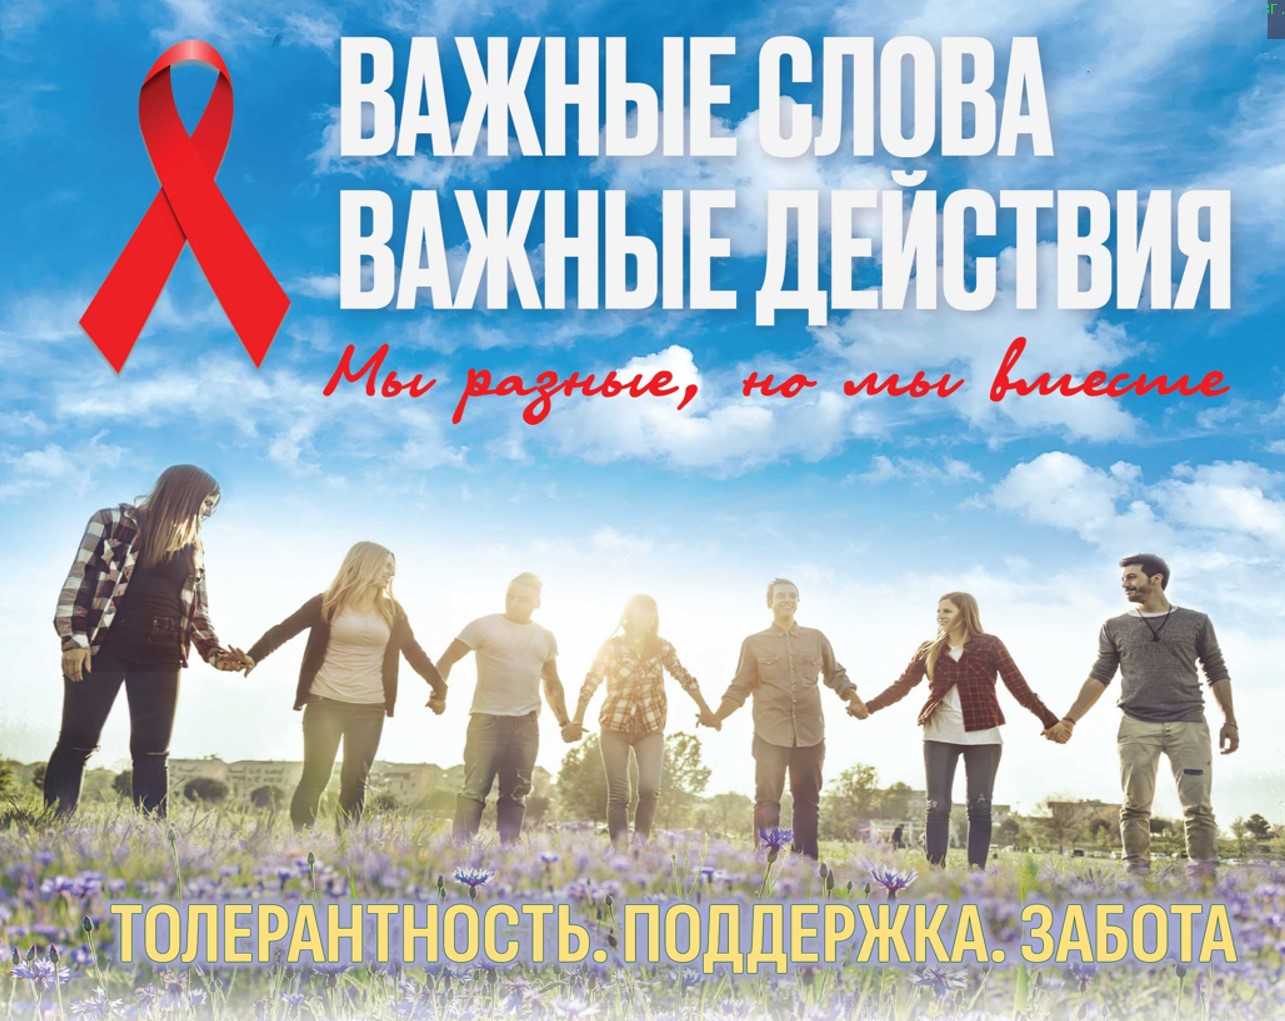 ВАЖНЫЕ СЛОВА
ВАЖНЫЕ ДЕЙСТВИЯ
Мы разные, но мы вместе
ТОЛЕРАНТНОСТЬ. ПОДДЕРЖКА. ЗАБОТА